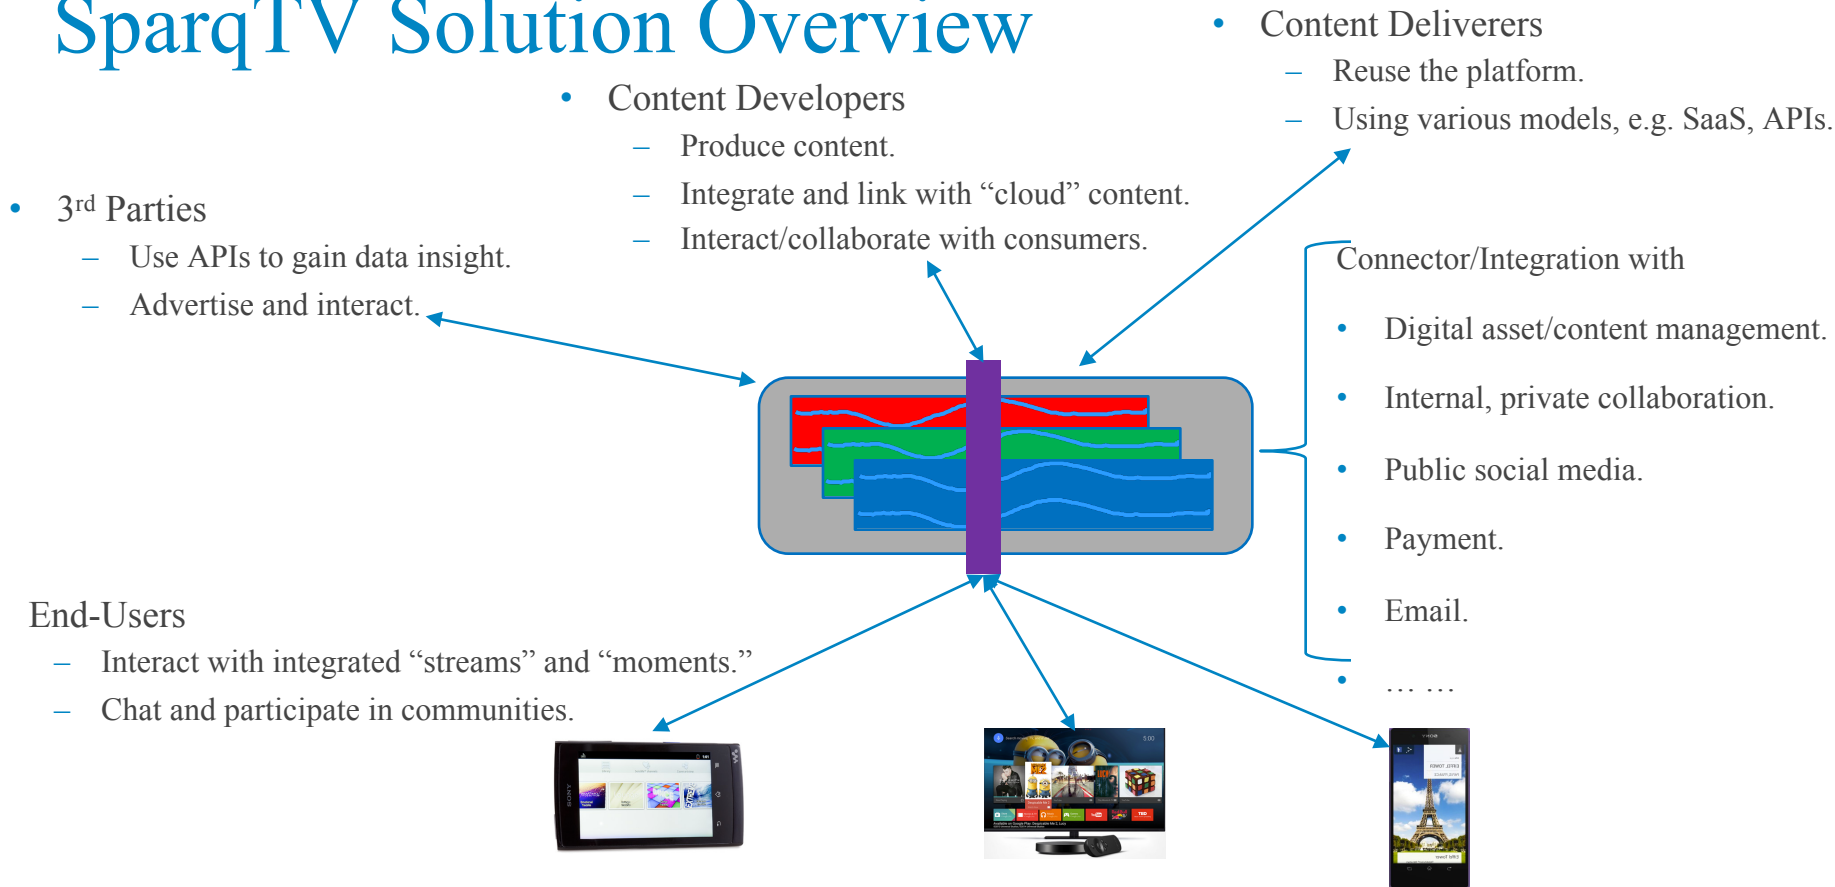 SparqTV Solution Overview
• Content Deliverers
– Reuse the platform.
– Using various models, e.g. SaaS, APIs.
• Content Developers
– Produce content.
– Integrate and link with “cloud” content.
– Interact/collaborate with consumers.
• 3rd Parties
– Use APIs to gain data insight.
– Advertise and interact.
Connector/Integration with
• Digital asset/content management.
• Internal, private collaboration.
• Public social media.
• Payment.
• Email.
• … …
End-Users
– Interact with integrated “streams” and “moments.”
– Chat and participate in communities.
SONY
5:00